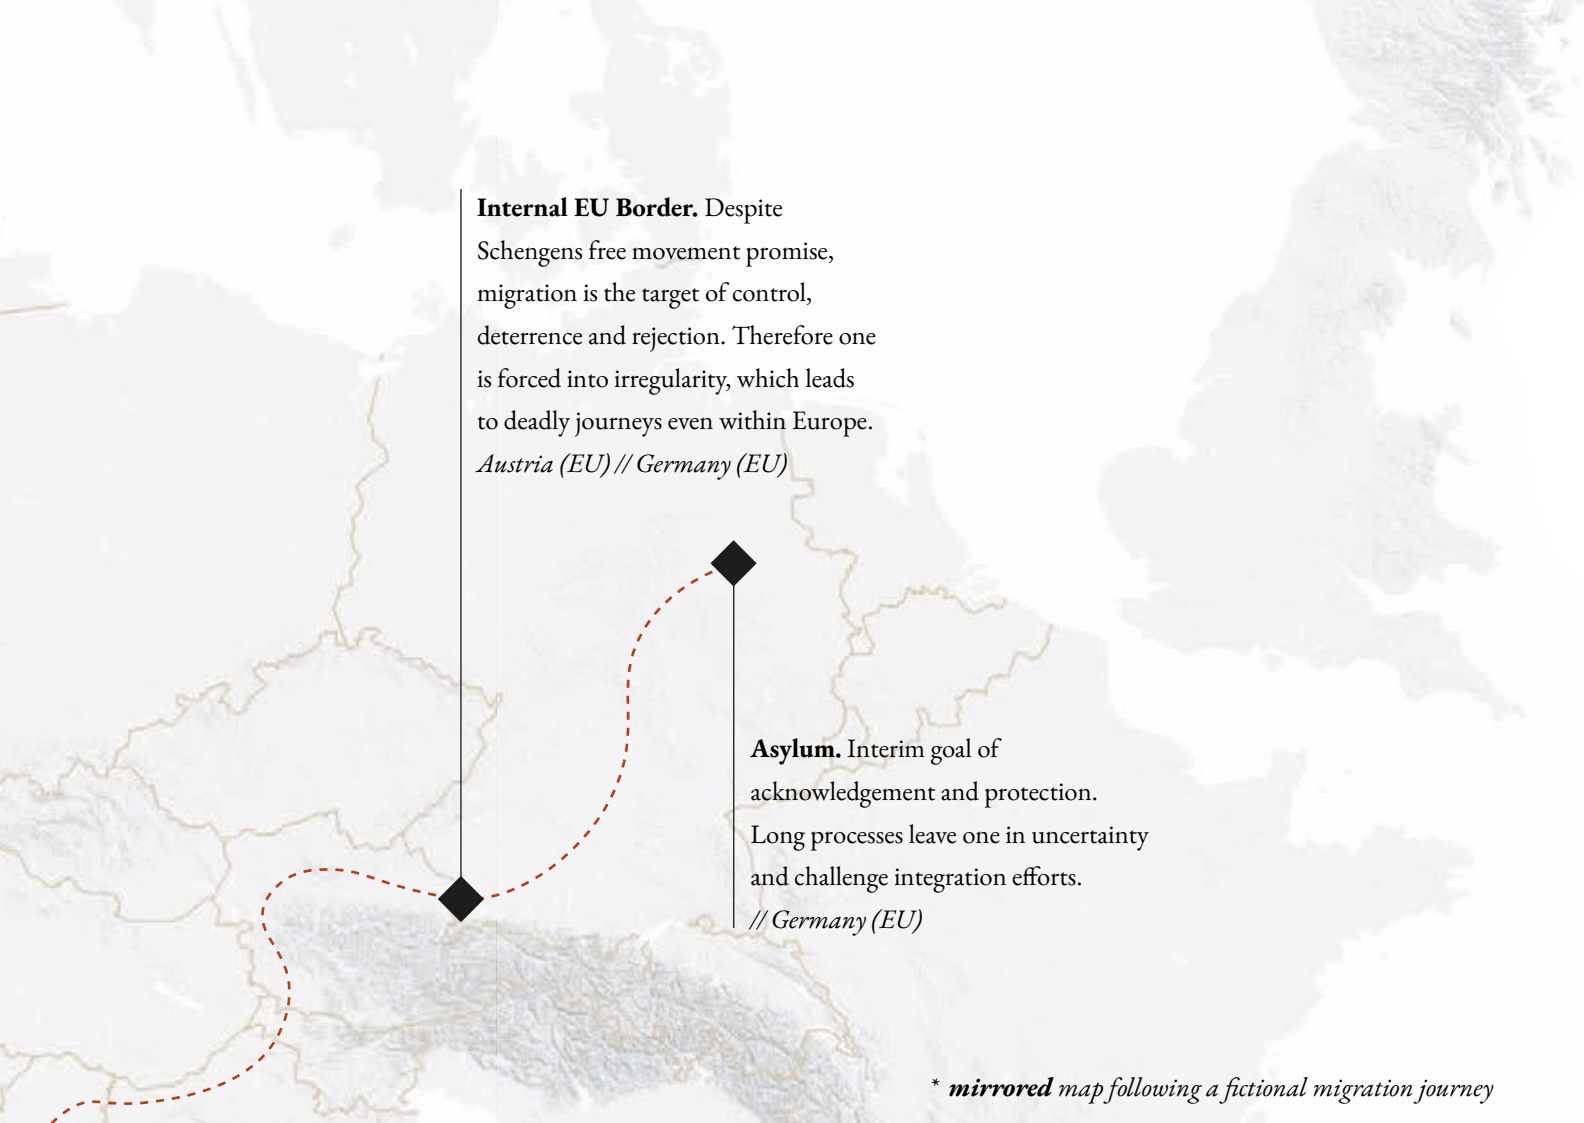 Internal EU Border. Despite
Schengens free movement promise,
migration is the target of control,
deterrence and rejection. Therefore one
is forced into irregularity, which leads
to deadly journeys even within Europe.
Austria (EU) // Germany (EU)
Asylum. Interim goal of
acknowledgement and protection.
Long processes leave one in uncertainty
and challenge integration efforts.
// Germany (EU)
* mirrored map following a fictional migration journey